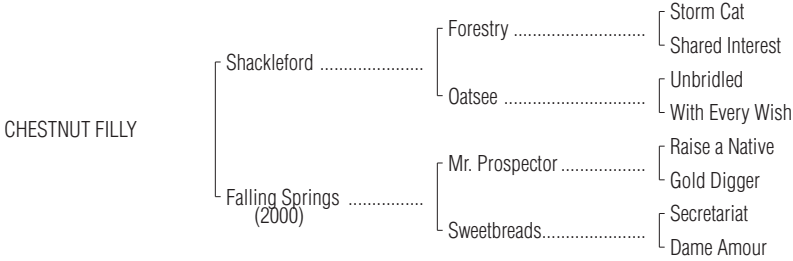 Storm Cat
Forestry ............................
Shared Interest
Shackleford ......................
Unbridled
Oatsee ..............................
With Every Wish
CHESTNUT FILLY
Raise a Native
Mr. Prospector ..................
Gold Digger
Falling Springs ................
(2000)
Secretariat
Sweetbreads......................
Dame Amour